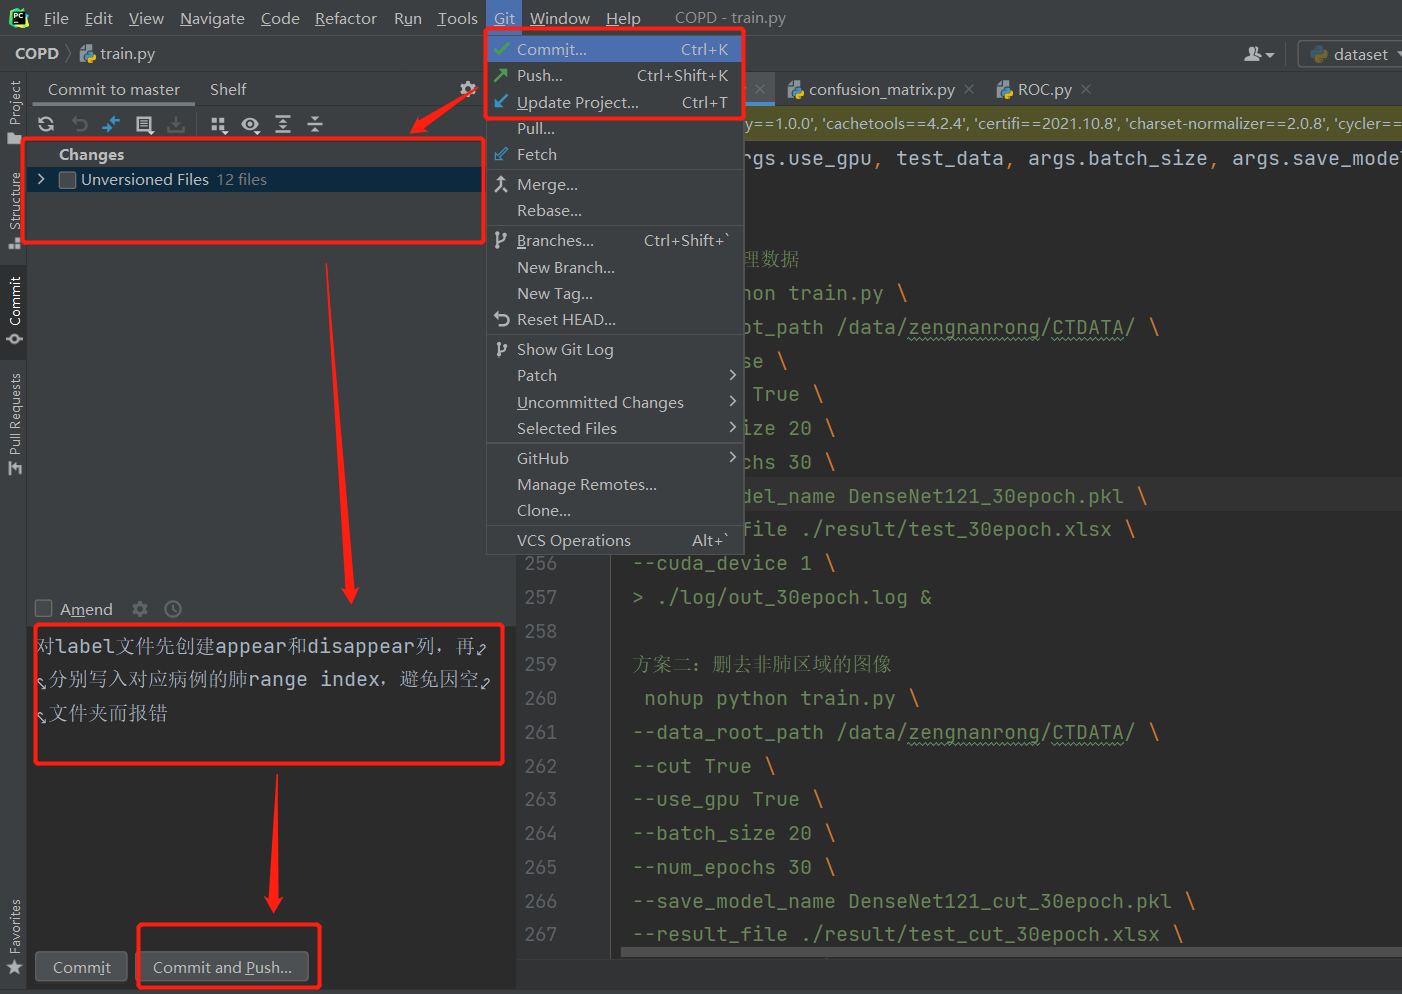 PC File Edit View Navigate Code Refactor Run Tools Git Window Help COPD - train.py
COPD train.py
dataset
Commit to master Shelf
confusion_matrix.py ROC.py
Project
Structure
Commit
Pull Requests
Favorites
Changes
Unversioned Files 12 files
Commit... Ctrl+K
Push... Ctrl+Shift+K
Update Project... Ctrl+T
Pull...
Fetch
Merge...
Rebase...
Branches... Ctrl+Shift+`
New Branch...
New Tag...
Reset HEAD...
Show Git Log
Patch
Uncommitted Changes
Selected Files
GitHub
Manage Remotes...
Clone...
VCS Operations Alt+`
y==1.0.0', 'cachetools==4.2.4', 'certifi==2021.10.8', 'charset-normalizer==2.0.8', 'cycler==
rgs.use_gpu, test_data, args.batch_size, args.save_model
理数据
hon train.py \
ot_path /data/zengnanrong/CTDATA/ \
se \
True \
ize 20 \
chs 30 \
del_name DenseNet121_30epoch.pkl \
file ./result/test_30epoch.xlsx \
256 --cuda_device 1 \
257 > ./log/out_30epoch.log &
258
259 方案二：删去非肺区域的图像
260 nohup python train.py \
261 --data_root_path /data/zengnanrong/CTDATA/ \
262 --cut True \
263 --use_gpu True \
264 --batch_size 20 \
265 --num_epochs 30 \
266 --save_model_name DenseNet121_cut_30epoch.pkl \
267 --result_file ./result/test_cut_30epoch.xlsx \
Amend
对label文件先创建appear和disappear列，再
分别写入对应病例的肺range index，避免因空
文件夹而报错
Commit Commit and Push...